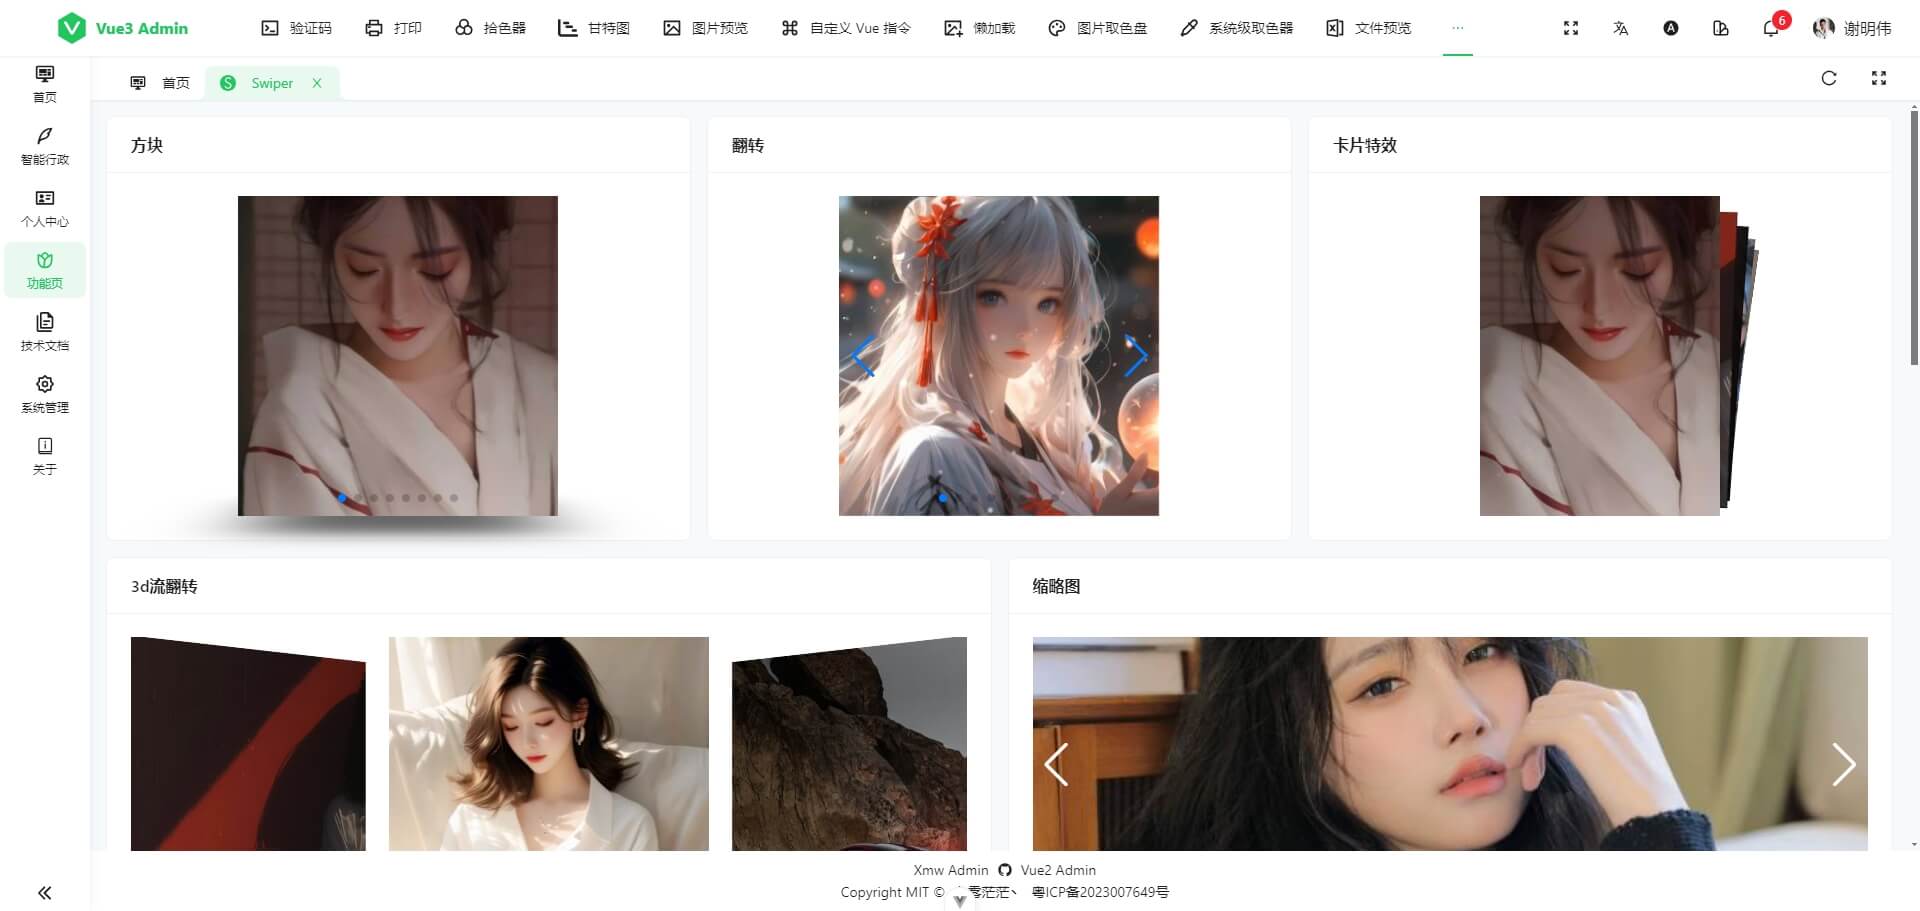 Vue3 Admin
验证码 打印 拾色器 甘特图 图片预览 自定义 Vue 指令 懒加载 图片取色盘 系统级取色器 文件预览 ··· 6 谢明伟
首页 Swiper
首页
智能行政
个人中心
功能页
技术文档
系统管理
关于
方块 翻转 卡片特效
3d流翻转 缩略图
Xmw Admin Vue2 Admin
Copyright MIT © 零茫茫丶 粤ICP备2023007649号